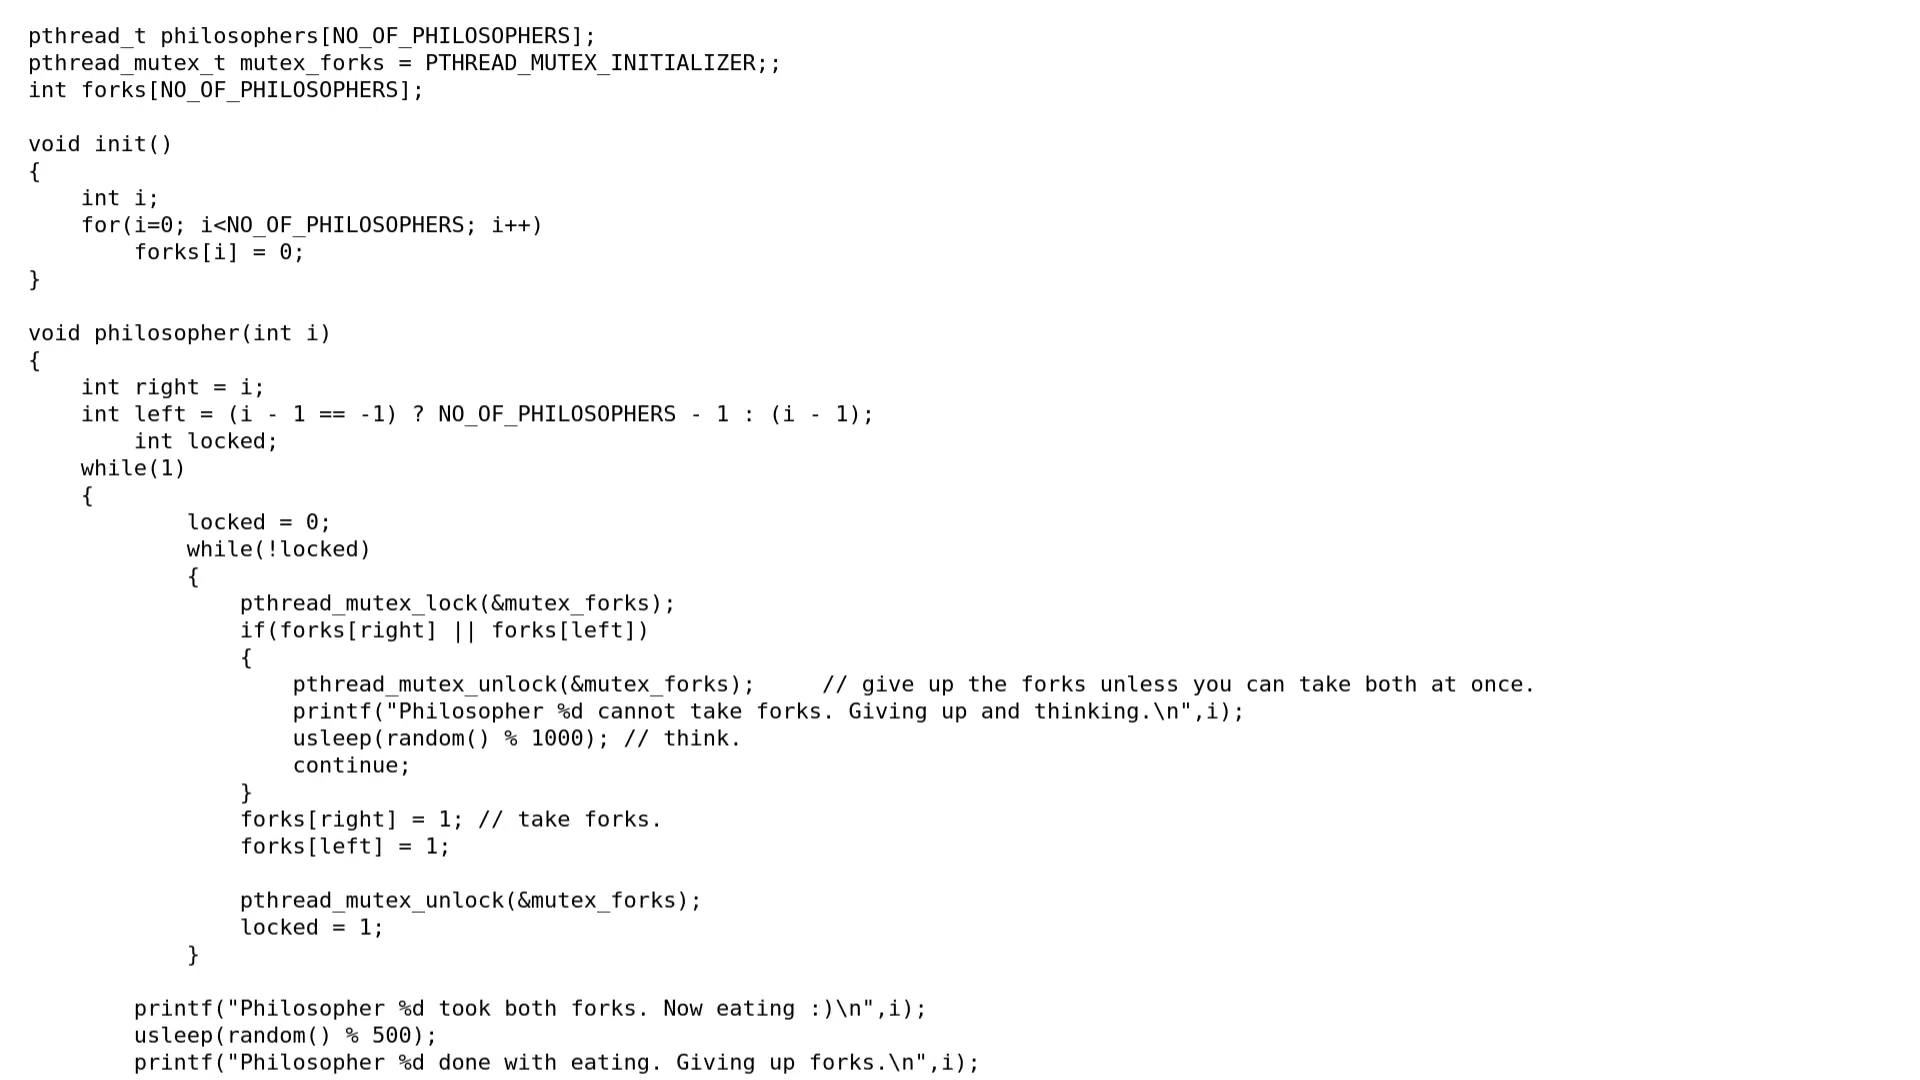 pthread_t philosophers[NO_OF_PHILOSOPHERS];
pthread_mutex_t mutex_forks = PTHREAD_MUTEX_INITIALIZER;;
int forks[NO_OF_PHILOSOPHERS];

void init()
{
    int i;
    for(i=0; i<NO_OF_PHILOSOPHERS; i++)
        forks[i] = 0;
}

void philosopher(int i)
{
    int right = i;
    int left = (i - 1 == -1) ? NO_OF_PHILOSOPHERS - 1 : (i - 1);
        int locked;
    while(1)
    {
            locked = 0;
            while(!locked)
            {
                pthread_mutex_lock(&mutex_forks);
                if(forks[right] || forks[left])
                {
                    pthread_mutex_unlock(&mutex_forks);     // give up the forks unless you can take both at once.
                    printf("Philosopher %d cannot take forks. Giving up and thinking.\n",i);
                    usleep(random() % 1000); // think.
                    continue;
                }
                forks[right] = 1; // take forks.
                forks[left] = 1;

                pthread_mutex_unlock(&mutex_forks);
                locked = 1;
            }

        printf("Philosopher %d took both forks. Now eating :)\n",i);
        usleep(random() % 500);
        printf("Philosopher %d done with eating. Giving up forks.\n",i);